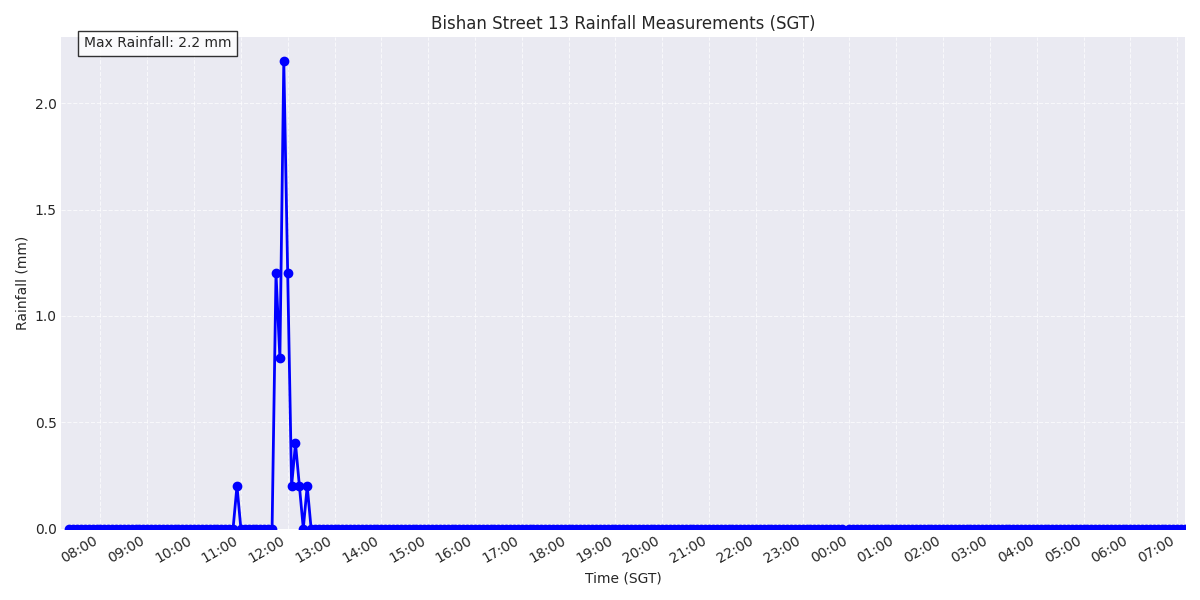 Bishan Street 13 Rainfall Measurements (SGT)
Max Rainfall: 2.2 mm
Rainfall (mm)
2.0
1.5
1.0
0.5
0.0
08:00 09:00 10:00 11:00 12:00 13:00 14:00 15:00 16:00 17:00 18:00 19:00 20:00 21:00 22:00 23:00 00:00 01:00 02:00 03:00 04:00 05:00 06:00 07:00
Time (SGT)